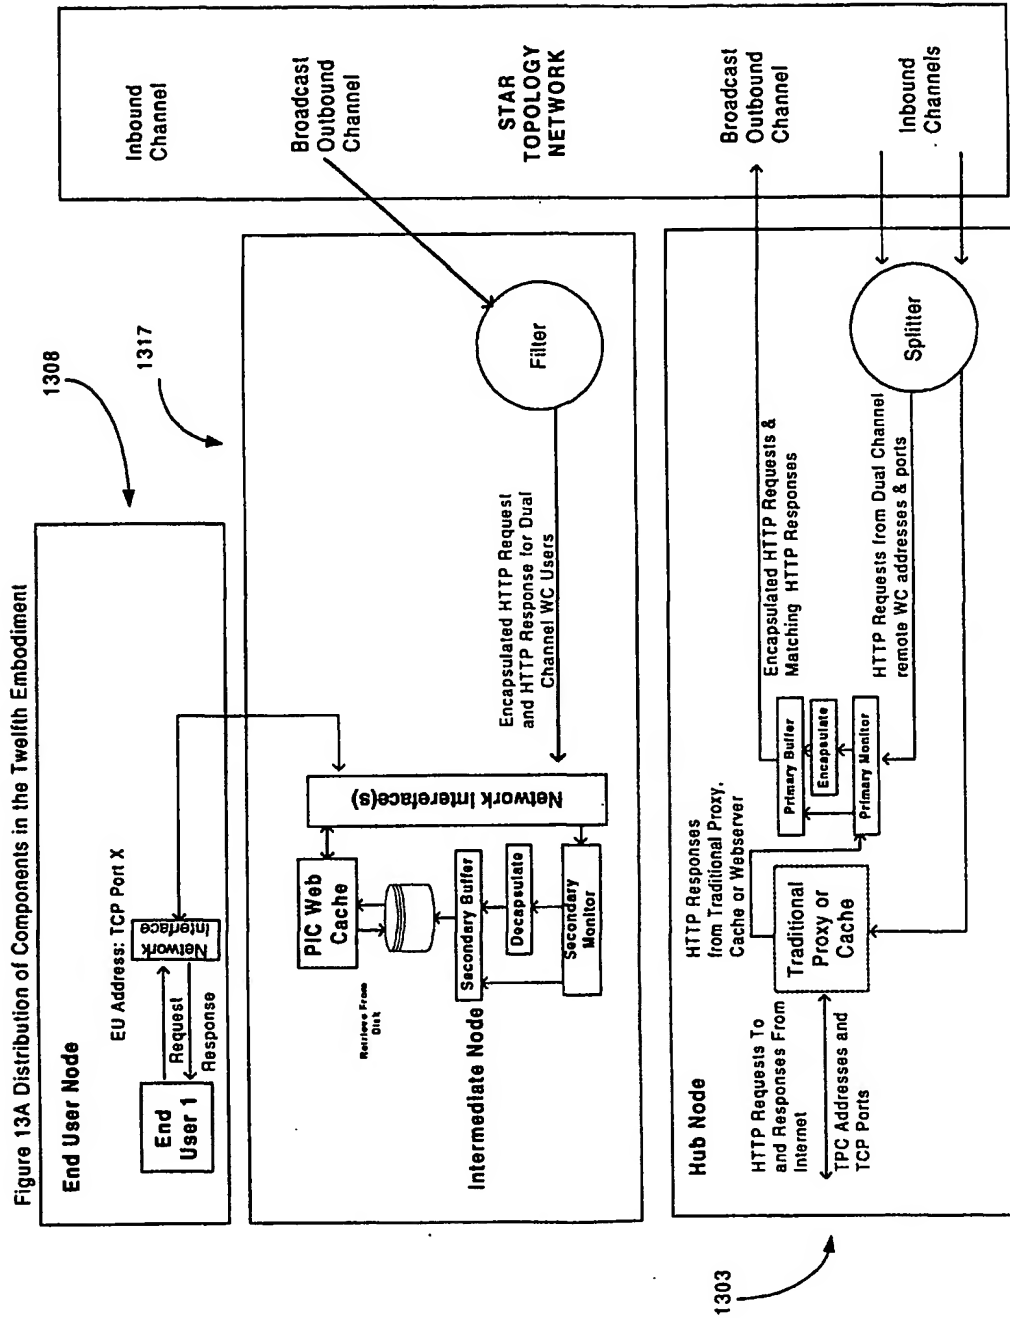 Figure 13A Distribution of Components in the Twelfth Embodiment
1308
1317
1303
End User Node
End
User 1
Request
Response
EU Address: TCP Port X
Network
Interface
Intermediate Node
PIC Web
Cache
Retrieve From
Disk
Secondary Buffer
Decapsulate
Secondary
Monitor
Network Intereface(s)
Encapsulated HTTP Request
and HTTP Response for Dual
Channel WC Users
Filter
Hub Node
HTTP Requests To
and Responses From
Internet
TPC Addresses and
TCP Ports
Traditional
Proxy or
Cache
HTTP Responses
from Traditional Proxy,
Cache or Webserver
Primary Buffer
Encapsulate
Primary Monitor
Encapsulated HTTP Requests &
Matching HTTP Responses
HTTP Requests from Dual Channel
remote WC addresses & ports
Splitter
Inbound
Channel
Broadcast
Outbound
Channel
STAR
TOPOLOGY
NETWORK
Broadcast
Outbound
Channel
Inbound
Channels